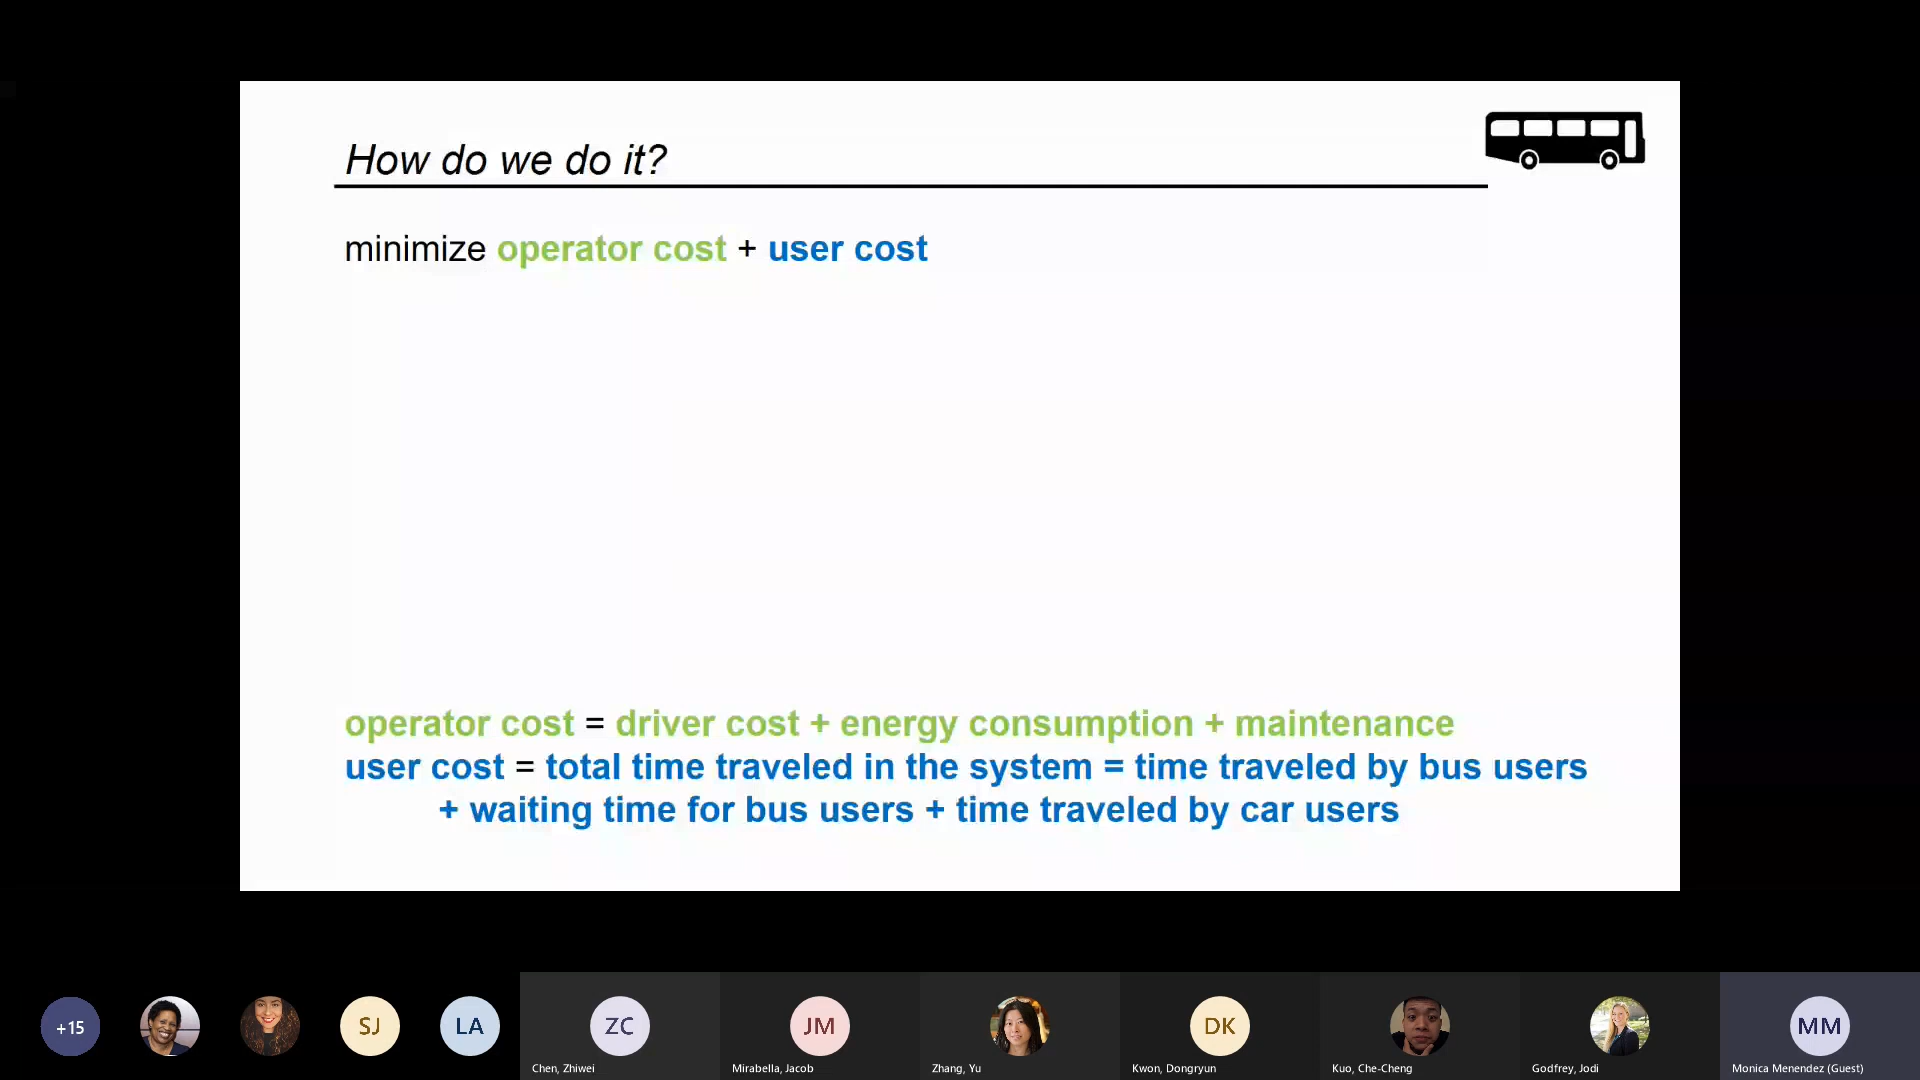 How do we do it?
minimize operator cost + user cost
operator cost = driver cost + energy consumption + maintenance
user cost = total time traveled in the system = time traveled by bus users
+ waiting time for bus users + time traveled by car users
+15
SJ
LA
ZC
JM
DK
MM
Chen, Zhiwei
Mirabella, Jacob
Zhang, Yu
Kwon, Dongryun
Kuo, Che-Cheng
Godfrey, Jodi
Monica Menendez (Guest)